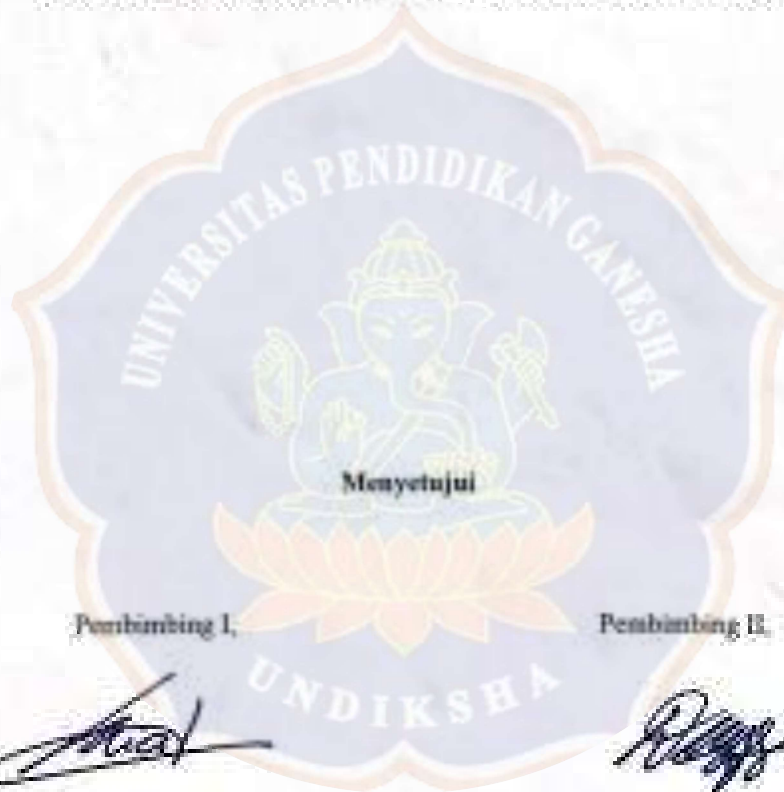 UNIVERSITAS PENDIDIKAN GANESHA
Menyetujui
Pembimbing I,
Pembimbing II,
UNDIKSHA